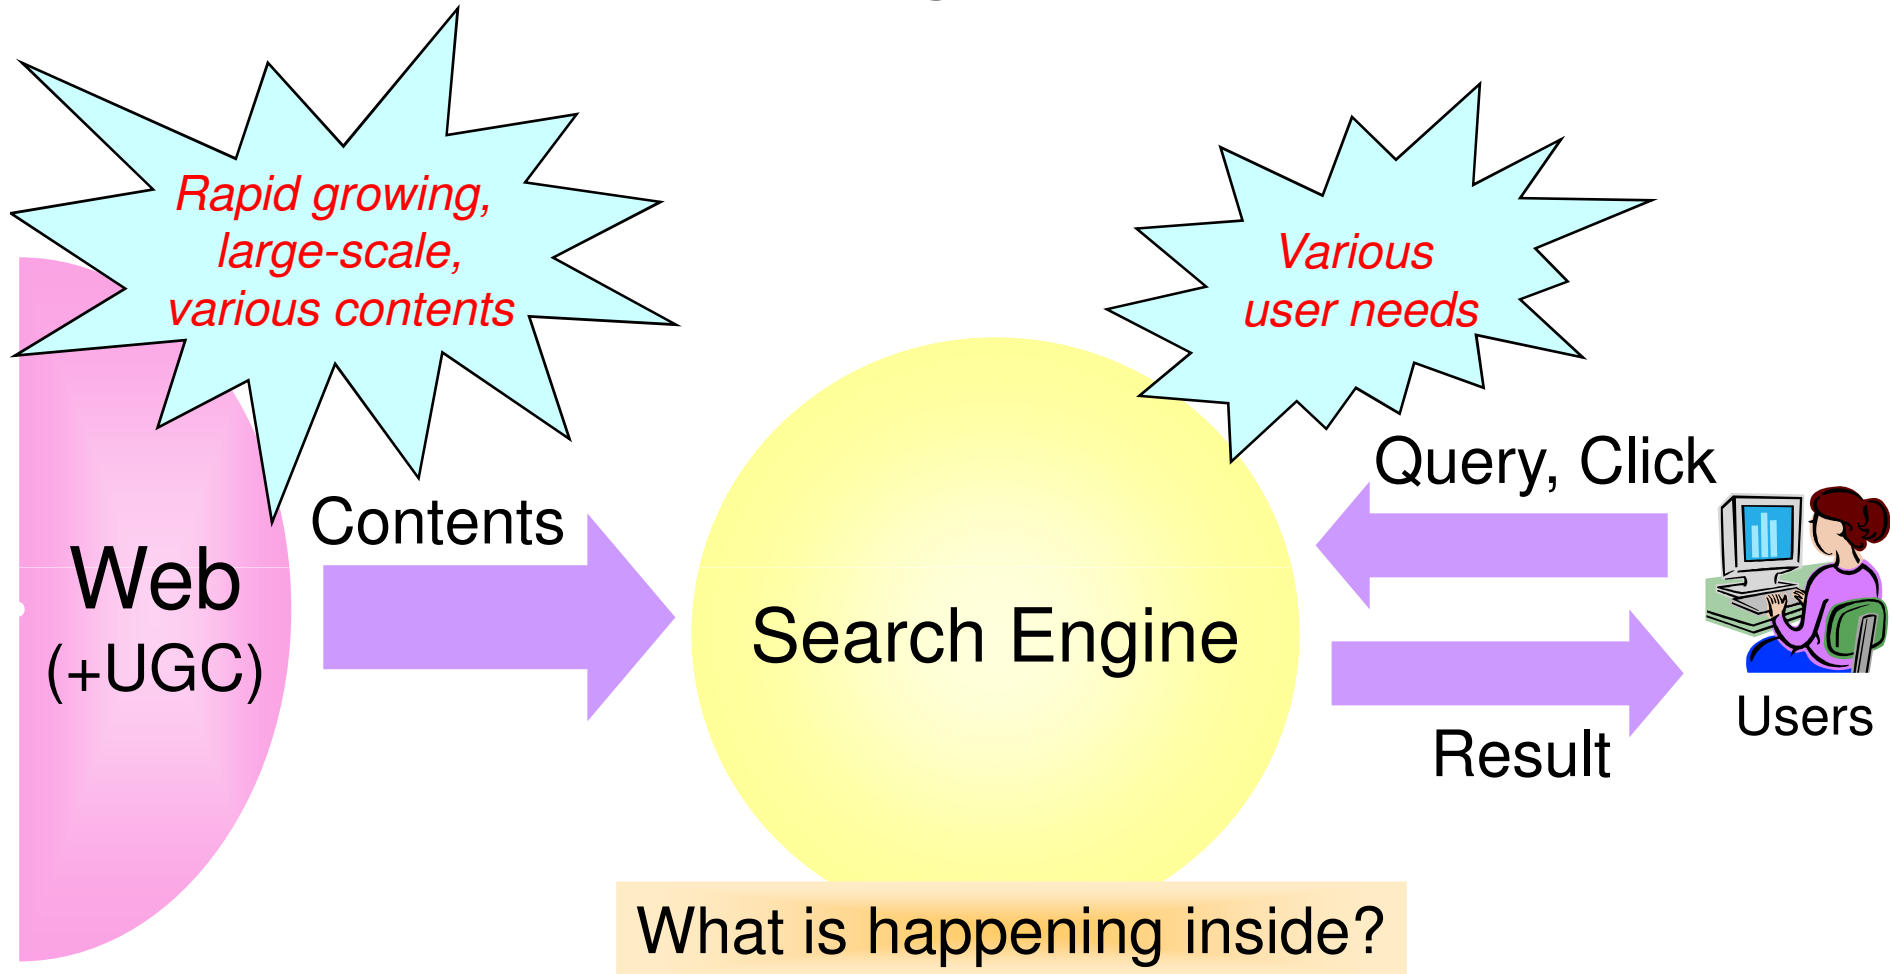 Rapid growing,
large-scale,
various contents
Various
user needs
Query, Click
Contents
Web
(+UGC)
Search Engine
Users
Result
What is happening inside?